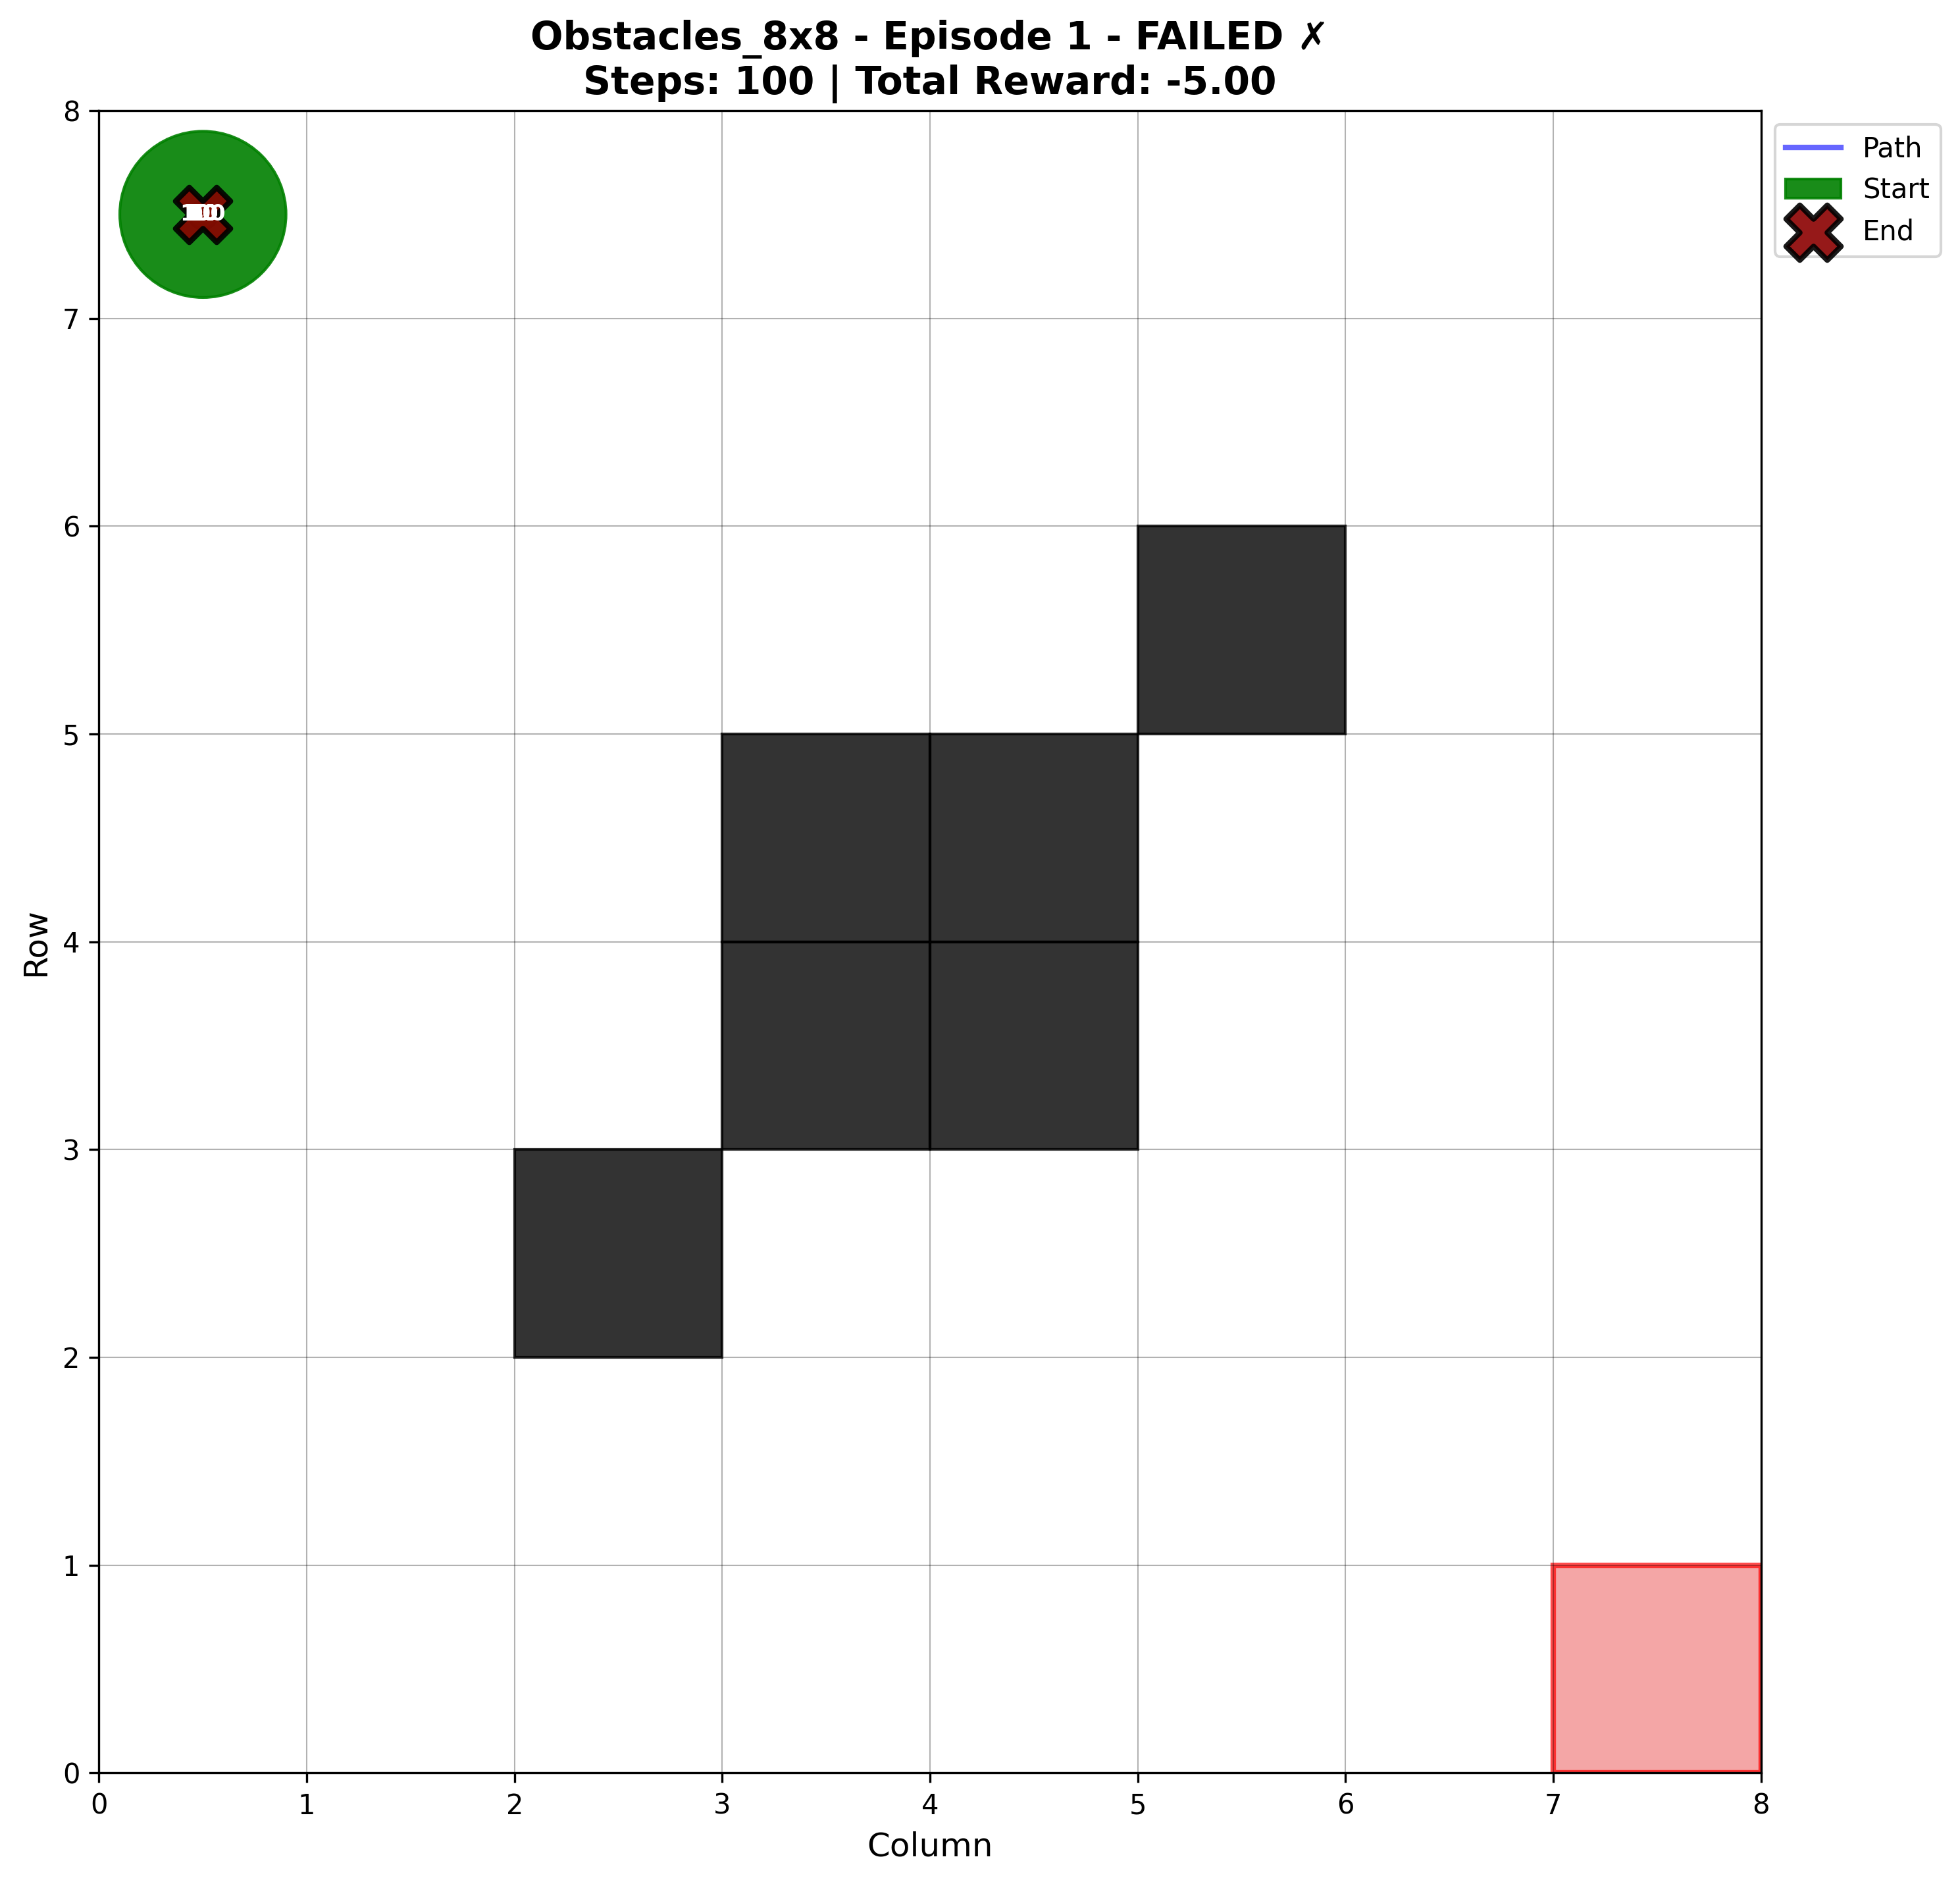 Obstacles_8x8 - Episode 1 - FAILED ✗
Steps: 100 | Total Reward: -5.00
Path
Start
End
8
7
6
5
4
3
2
1
0
Row
0 1 2 3 4 5 6 7 8
Column